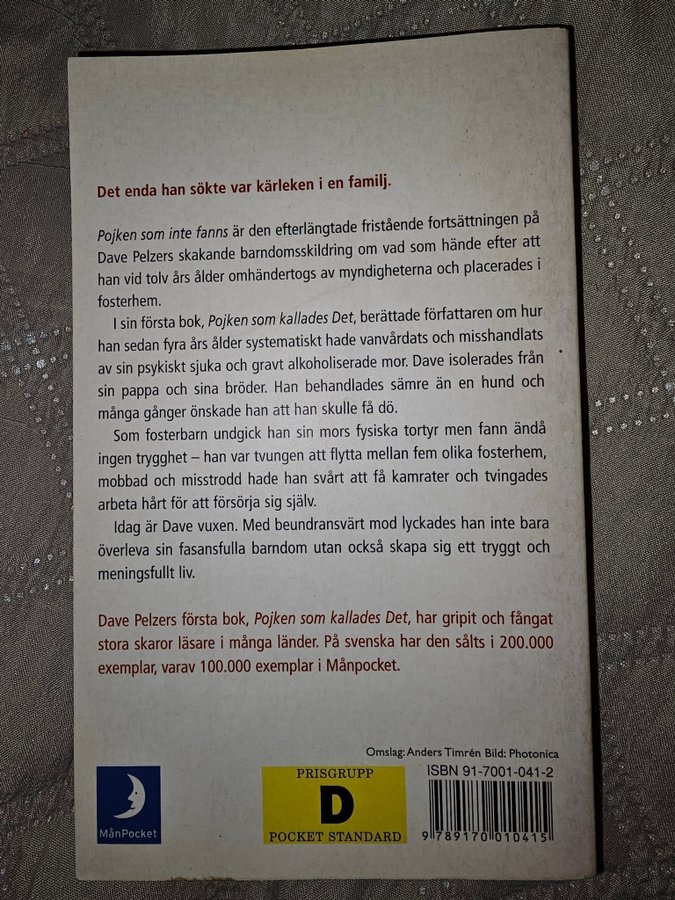 Det enda han sökte var kärleken i en familj.
Pojken som inte fanns är den efterlängtade fristående fortsättningen på
Dave Pelzers skakande barndomsskildring om vad som hände efter att
han vid tolv års ålder omhändertogs av myndigheterna och placerades i
fosterhem.
I sin första bok, Pojken som kallades Det, berättade författaren om hur
han sedan fyra års ålder systematiskt hade vanvårdats och misshandlats
av sin psykiskt sjuka och gravt alkoholiserade mor. Dave isolerades från
sin pappa och sina bröder. Han behandlades sämre än en hund och
många gånger önskade han att han skulle få dö.
Som fosterbarn undgick han sin mors fysiska tortyr men fann ändå
ingen trygghet – han var tvungen att flytta mellan fem olika fosterhem,
mobbad och misstrodd hade han svårt att få kamrater och tvingades
arbeta hårt för att försörja sig själv.
Idag är Dave vuxen. Med beundransvärt mod lyckades han inte bara
överleva sin fasansfulla barndom utan också skapa sig ett tryggt och
meningsfullt liv.
Dave Pelzers första bok, Pojken som kallades Det, har gripit och fångat
stora skaror läsare i många länder. På svenska har den sålts i 200.000
exemplar, varav 100.000 exemplar i Månpocket.
Omslag: Anders Timrén Bild: Photonica
MånPocket
PRISGRUPP
D
POCKET STANDARD
ISBN 91-7001-041-2
9 789170 010415